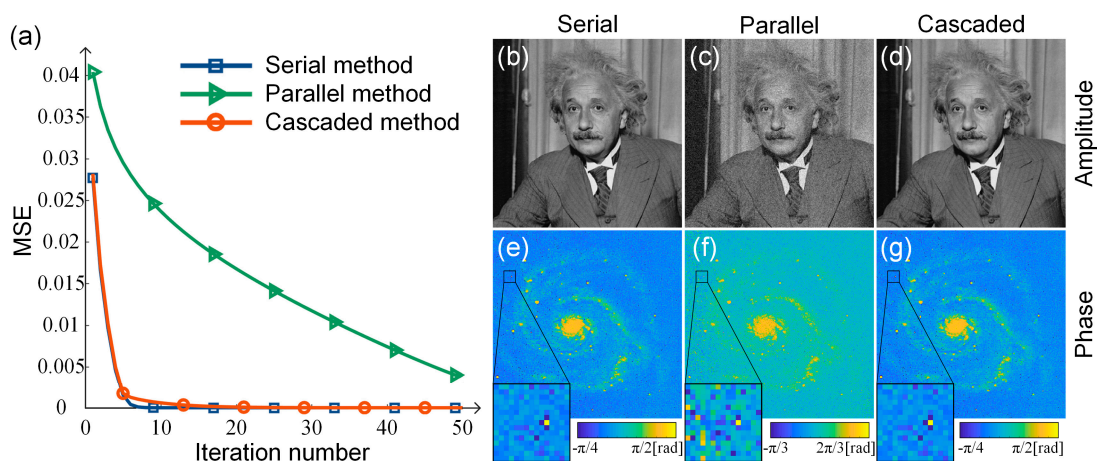 (a)
MSE
0.04
0.03
0.03
0.025
0.02
0.015
0.01
0.005
0
0
10
20
30
40
50
Iteration number
Serial method
Parallel method
Cascaded method
Serial
Parallel
Cascaded
(b)
(c)
(d)
Amplitude
(e)
(f)
(g)
Phase
-π/4
π/2[rad]
-π/3
2π/3[rad]
-π/4
π/2[rad]